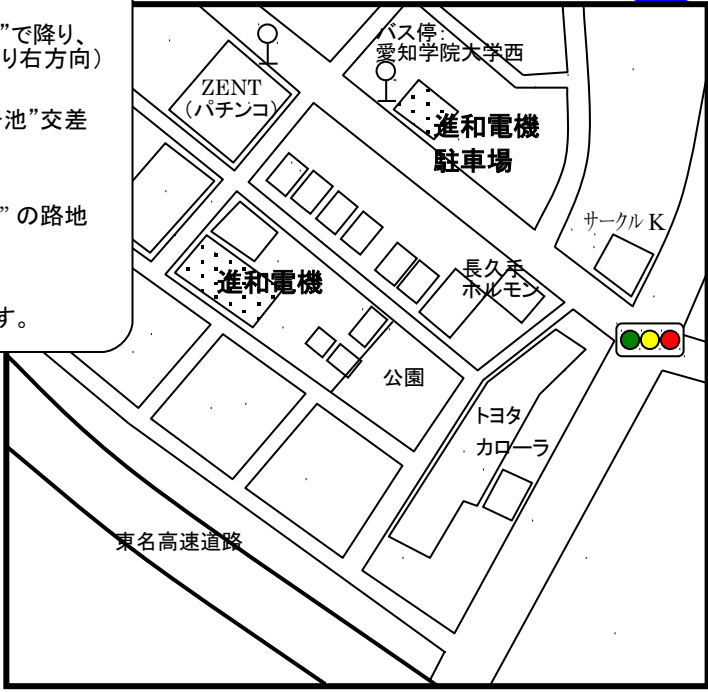 ”で降り、
り右方向）
池”交差
”の路地
す。
バス停：
愛知学院大学西
ZENT
（パチンコ）
進和電機
駐車場
サークルK
進和電機
長久手
ホルモン
公園
トヨタ
カローラ
東名高速道路